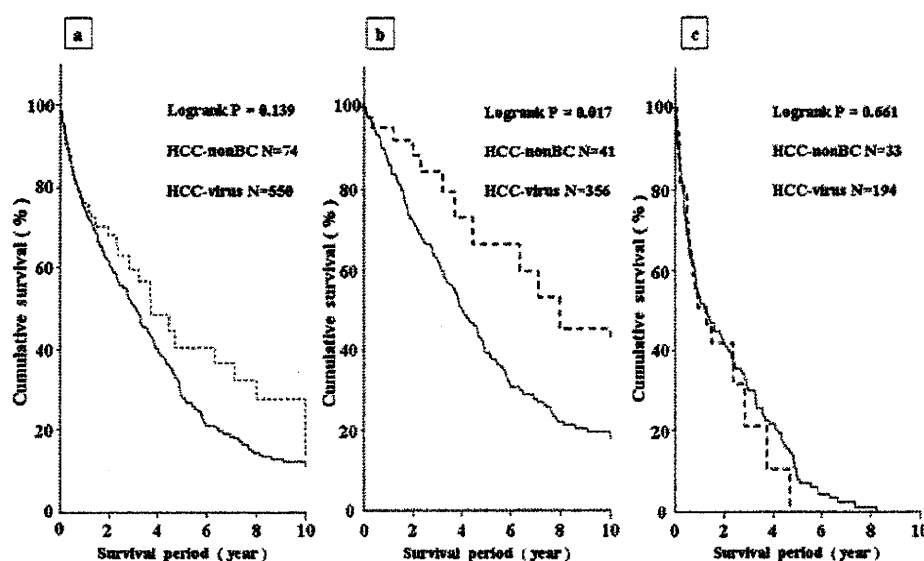 a
Logrank P = 0.139
HCC-nonBC N=74
HCC-virus N=550
Cumulative survival ( % )
100
80
60
40
20
0
0 2 4 6 8 10
Survival period ( year )
b
Logrank P = 0.017
HCC-nonBC N=41
HCC-virus N=356
Cumulative survival ( % )
100
80
60
40
20
0
0 2 4 6 8 10
Survival period ( year )
c
Logrank P = 0.661
HCC-nonBC N=33
HCC-virus N=194
Cumulative survival ( % )
100
80
60
40
20
0
0 2 4 6 8 10
Survival period ( year )